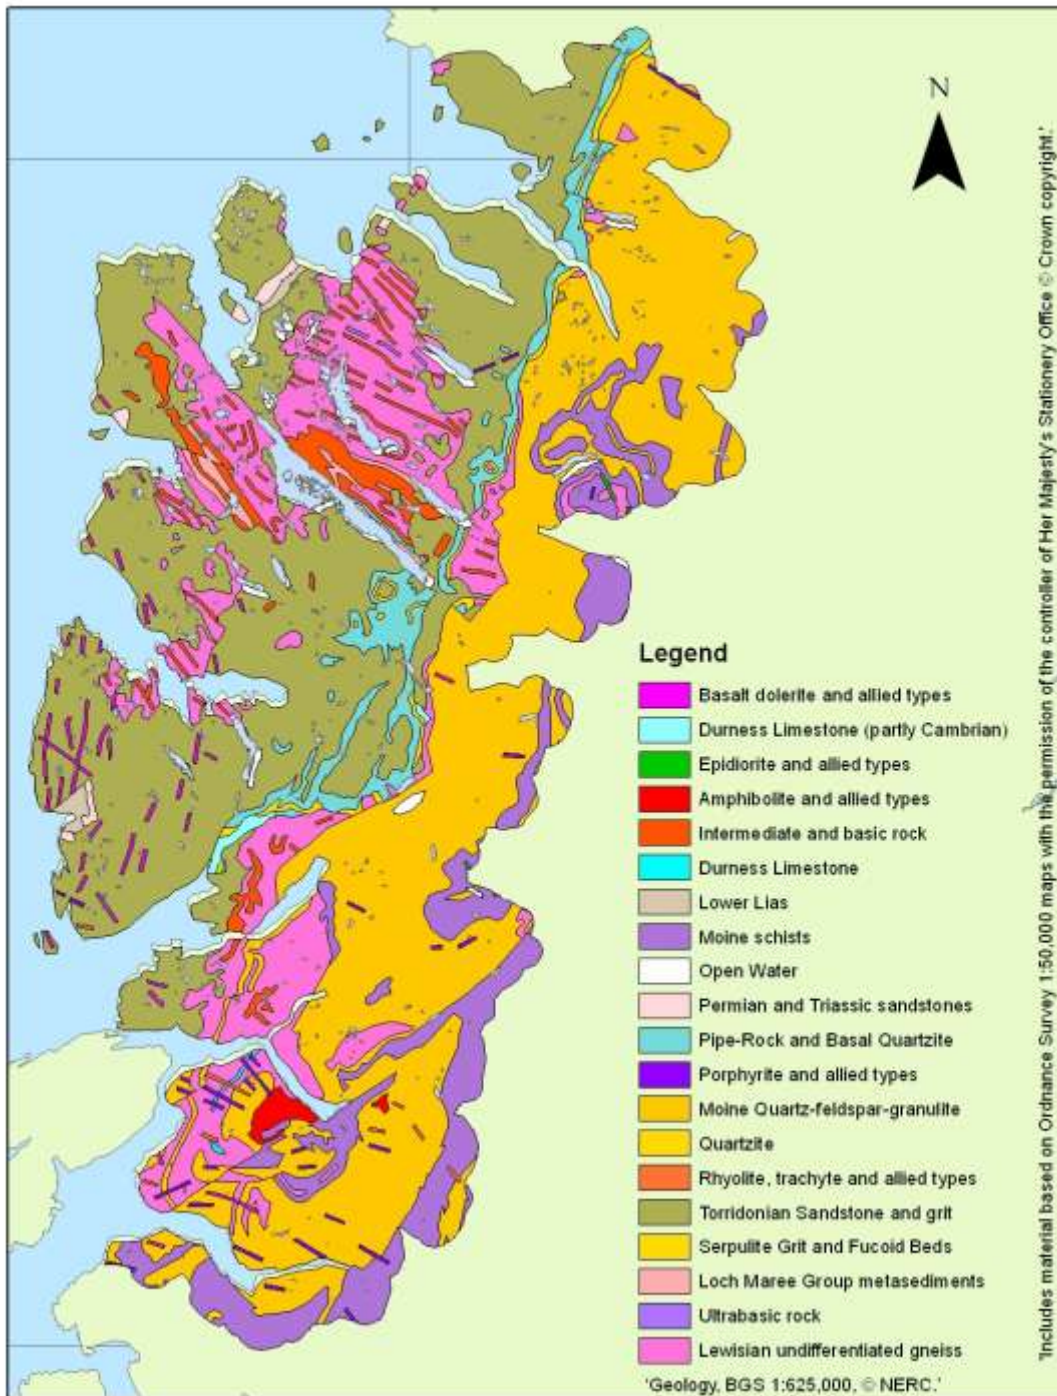 N
Legend
Basalt dolerite and allied types
Durness Limestone (partly Cambrian)
Epidiorite and allied types
Amphibolite and allied types
Intermediate and basic rock
Durness Limestone
Lower Lias
Moine schists
Open Water
Permian and Triassic sandstones
Pipe-Rock and Basal Quartzite
Porphyrite and allied types
Moine Quartz-feldspar-granulite
Quartzite
Rhyolite, trachyte and allied types
Torridonian Sandstone and grit
Serpulite Grit and Fucoid Beds
Loch Maree Group metasediments
Ultrabasic rock
Lewisian undifferentiated gneiss
'Geology, BGS 1:625,000, © NERC.'
'Includes material based on Ordnance Survey 1:50,000 maps with the permission of the controller of Her Majesty's Stationery Office © Crown copyright.'